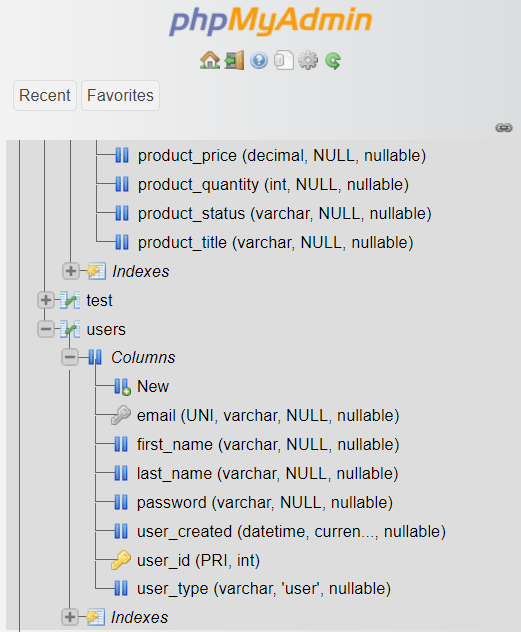 phpMyAdmin
Recent Favorites
product_price (decimal, NULL, nullable)
product_quantity (int, NULL, nullable)
product_status (varchar, NULL, nullable)
product_title (varchar, NULL, nullable)
Indexes
test
users
Columns
New
email (UNI, varchar, NULL, nullable)
first_name (varchar, NULL, nullable)
last_name (varchar, NULL, nullable)
password (varchar, NULL, nullable)
user_created (datetime, curren..., nullable)
user_id (PRI, int)
user_type (varchar, 'user', nullable)
Indexes